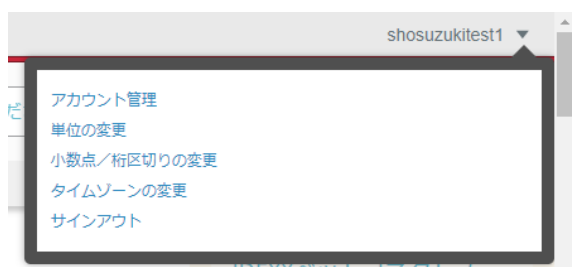 shosuzukitest1
アカウント管理
単位の変更
小数点／桁区切りの変更
タイムゾーンの変更
サインアウト